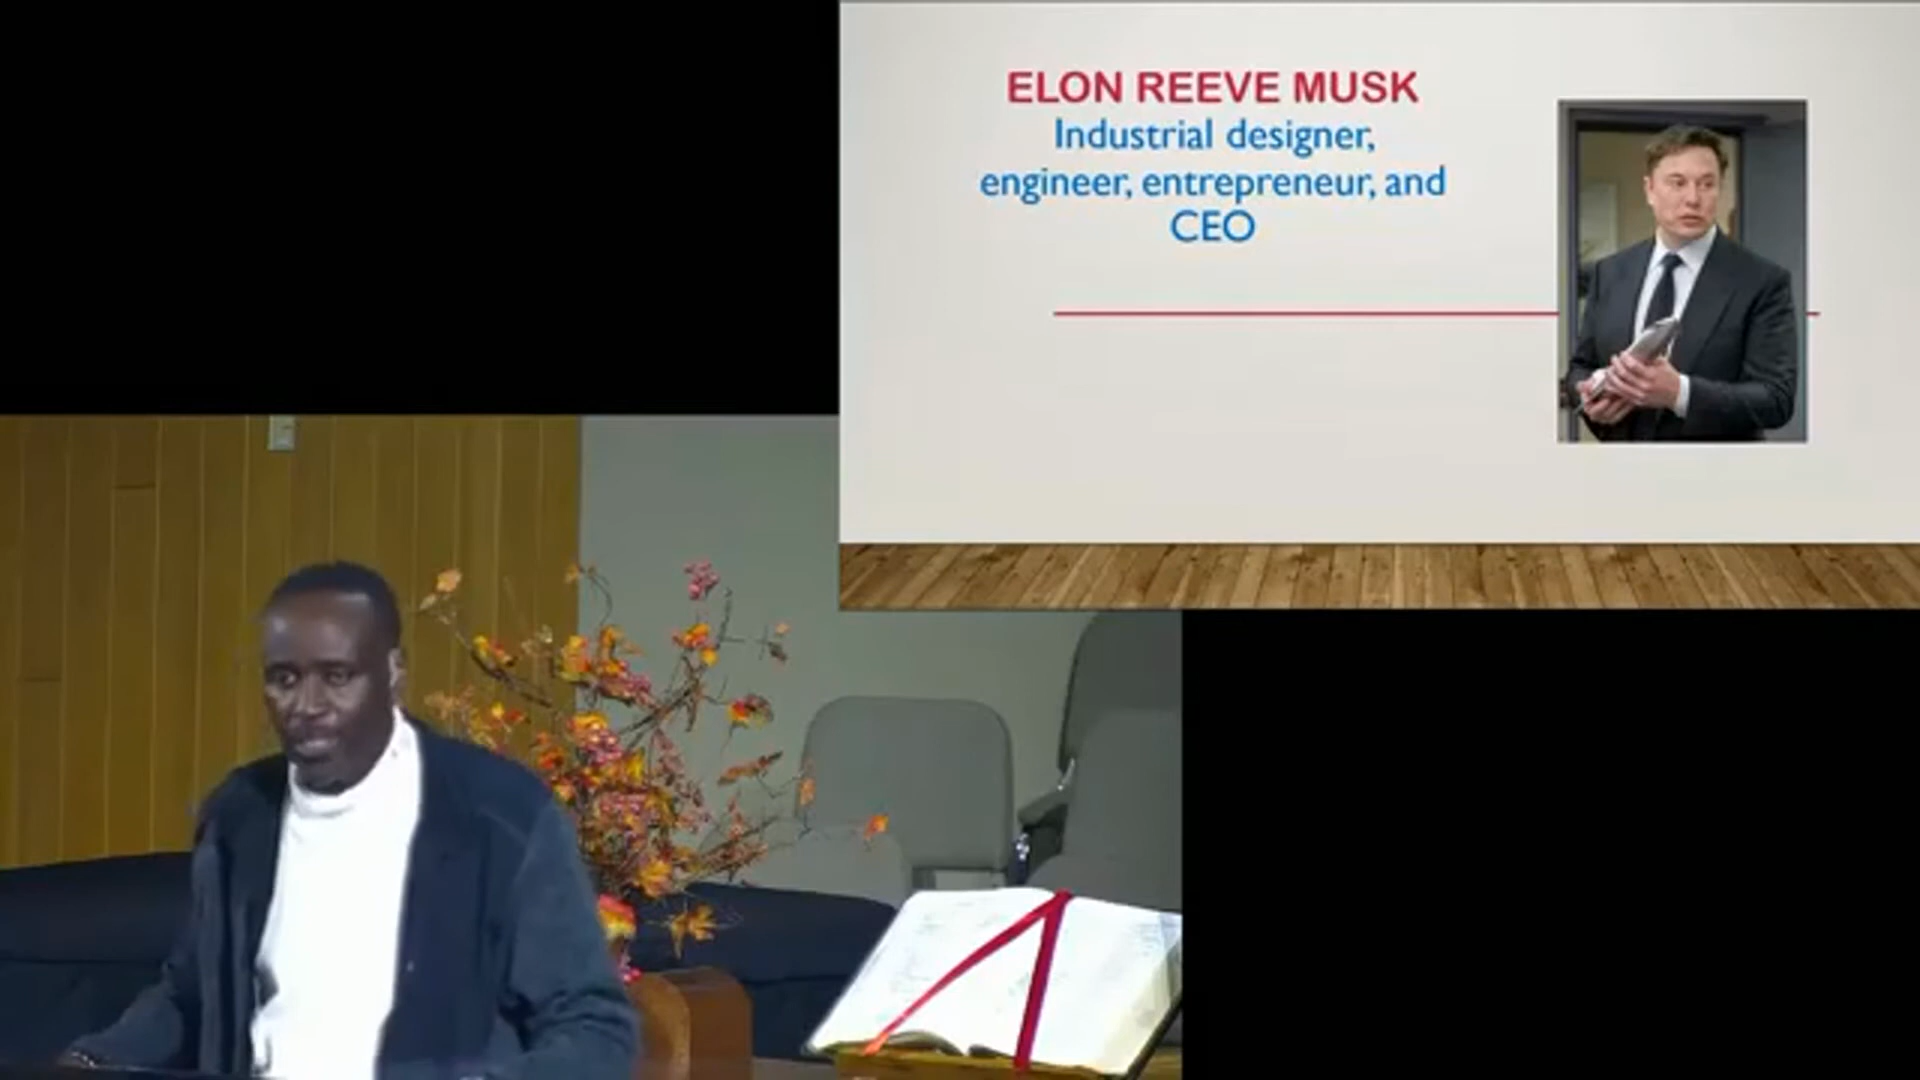 ELON REEVE MUSK
Industrial designer,
engineer, entrepreneur, and
CEO